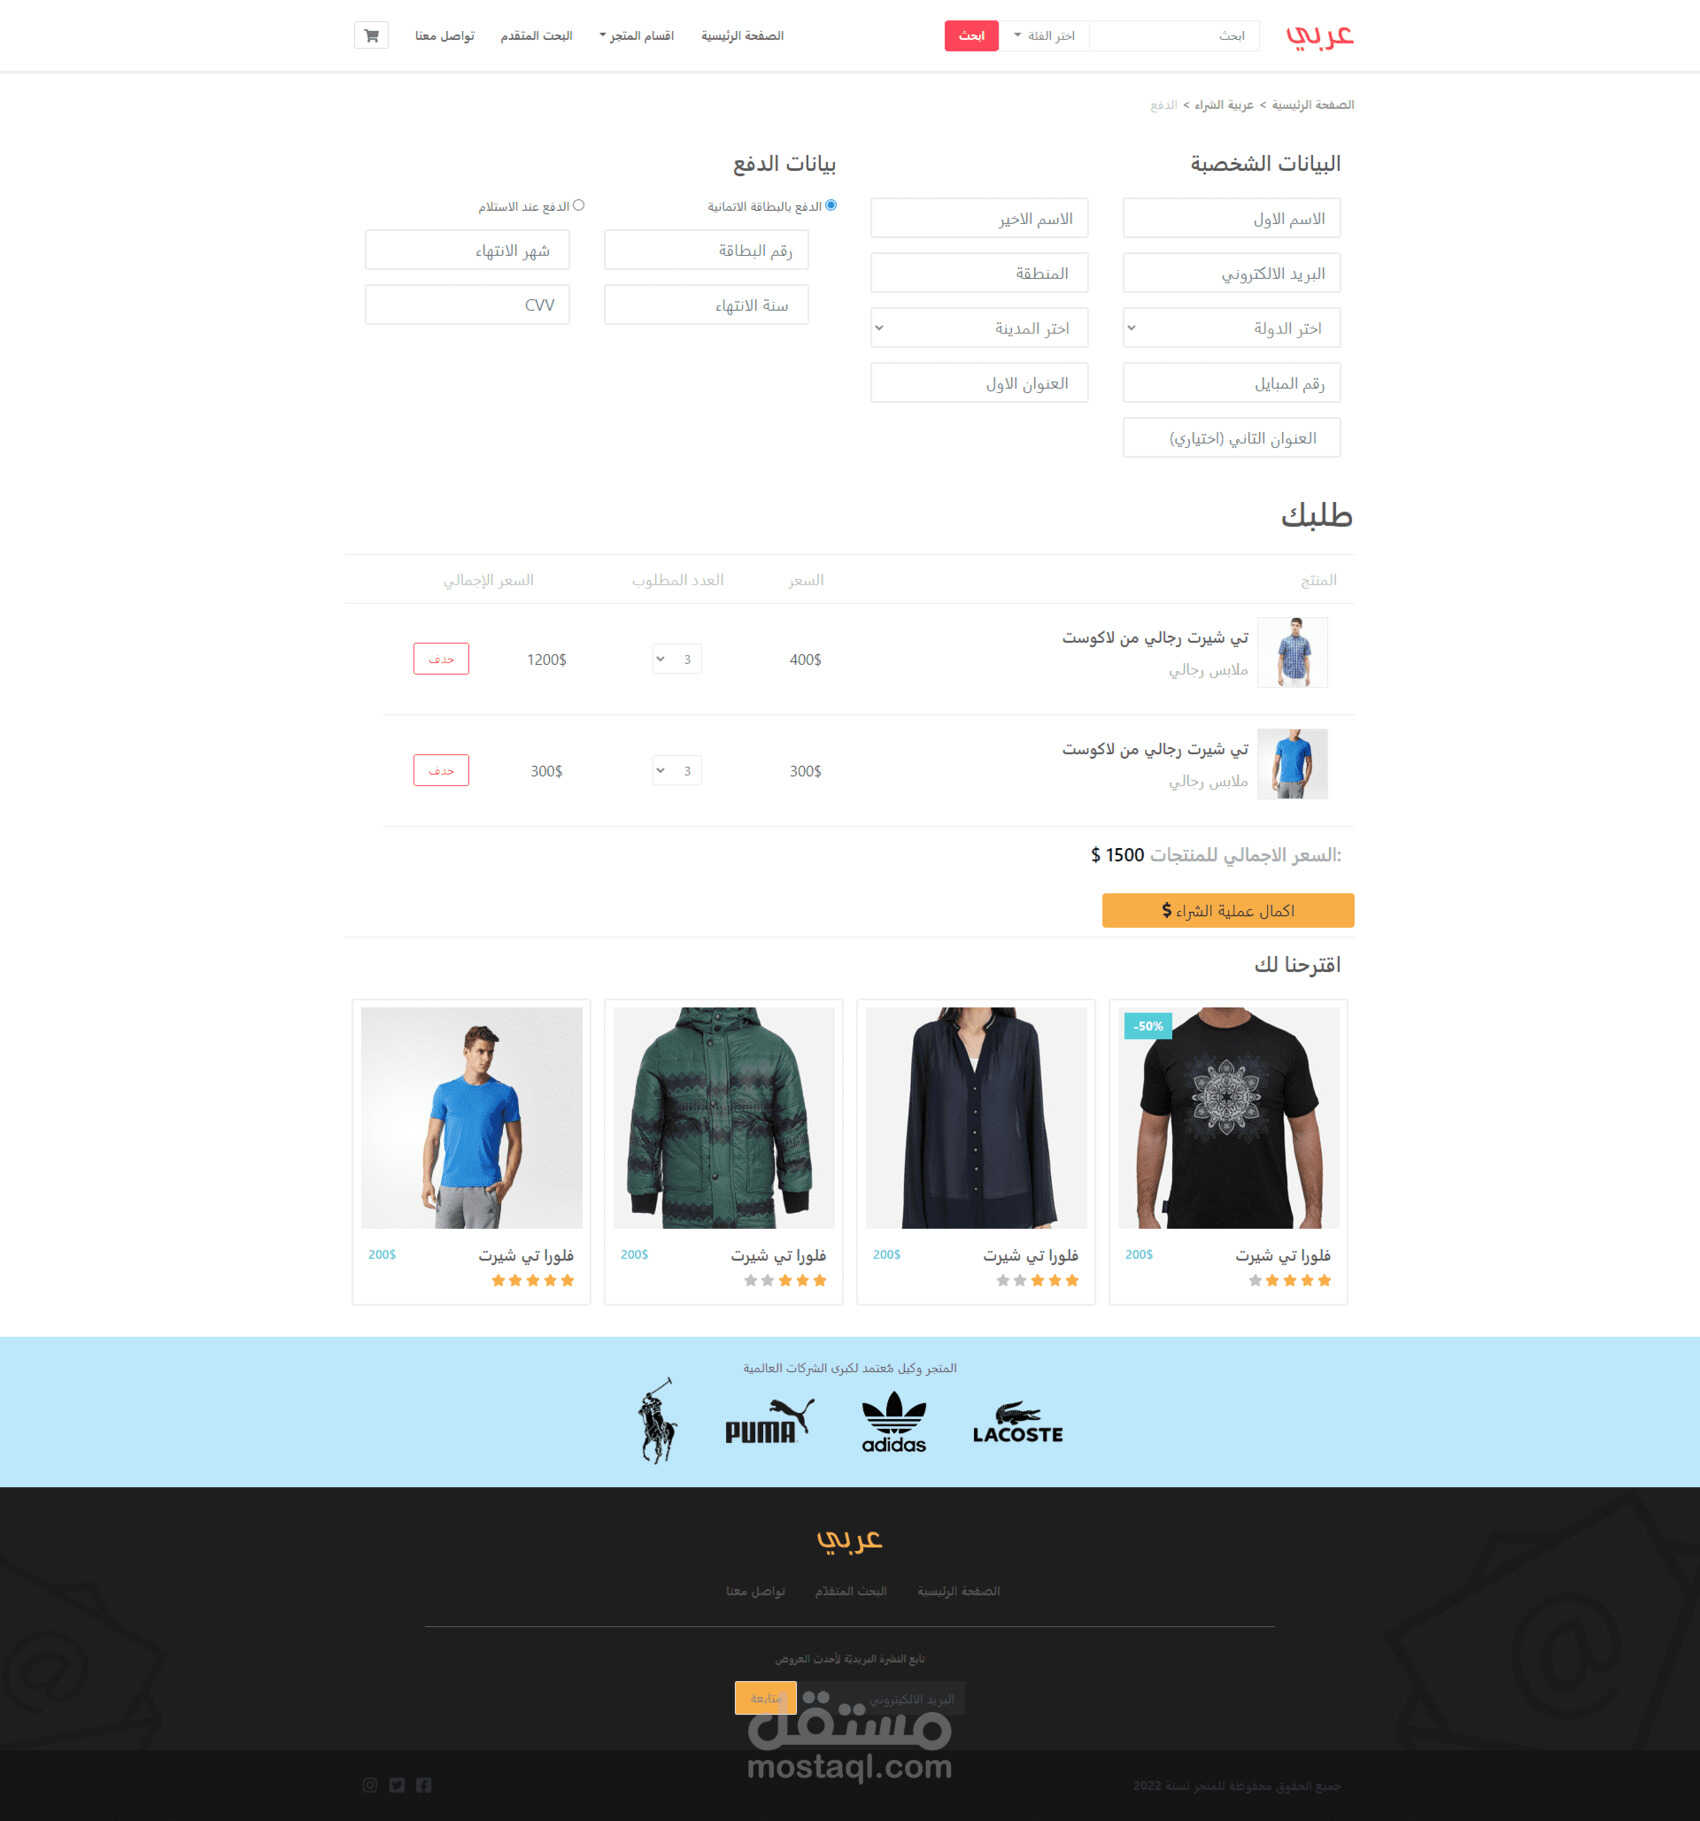 عربي
ابحث
اختر الفئة
ابحث
الصفحة الرئيسية
اقسام المتجر
البحث المتقدم
تواصل معنا
الصفحة الرئيسية > عربية الشراء > الدفع
البيانات الشخصية
الاسم الاول
الاسم الاخير
البريد الالكتروني
المنطقة
اختر الدولة
اختر المدينة
رقم المبايل
العنوان الاول
العنوان الثاني (اختياري)
بيانات الدفع
الدفع بالبطاقة الائتمانية
الدفع عند الاستلام
رقم البطاقة
شهر الانتهاء
سنة الانتهاء
CVV
طلبك
المنتج
السعر
العدد المطلوب
السعر الإجمالي
تي شيرت رجالي من لاكوست
ملابس رجالي
400$
3
1200$
حذف
تي شيرت رجالي من لاكوست
ملابس رجالي
300$
3
300$
حذف
:السعر الاجمالي للمنتجات 1500 $
اكمال عملية الشراء $
اقترحنا لك
-50%
فلورا تي شيرت
200$
فلورا تي شيرت
200$
فلورا تي شيرت
200$
فلورا تي شيرت
200$
المتجر وكيل مُعتمد لكبرى الشركات العالمية
LACOSTE
adidas
PUMA
عربي
الصفحة الرئيسية
البحث المتقدّم
تواصل معنا
تابع النشرة البريديّة لأحدث العروض
البريد الالكيتروني
متابعة
مستقل
mostaql.com
جميع الحقوق محفوظة للمتجر لسنة 2022